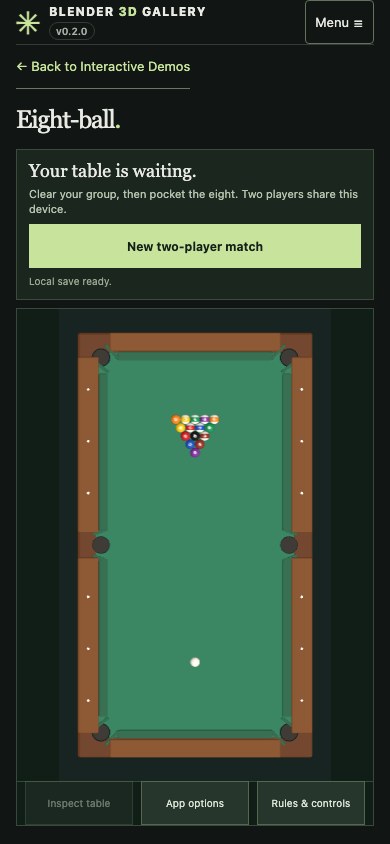 BLENDER 3D GALLERY
v0.2.0
Menu ≡
← Back to Interactive Demos
Eight-ball.
Your table is waiting.
Clear your group, then pocket the eight. Two players share this
device.
New two-player match
Local save ready.
Inspect table
App options
Rules & controls